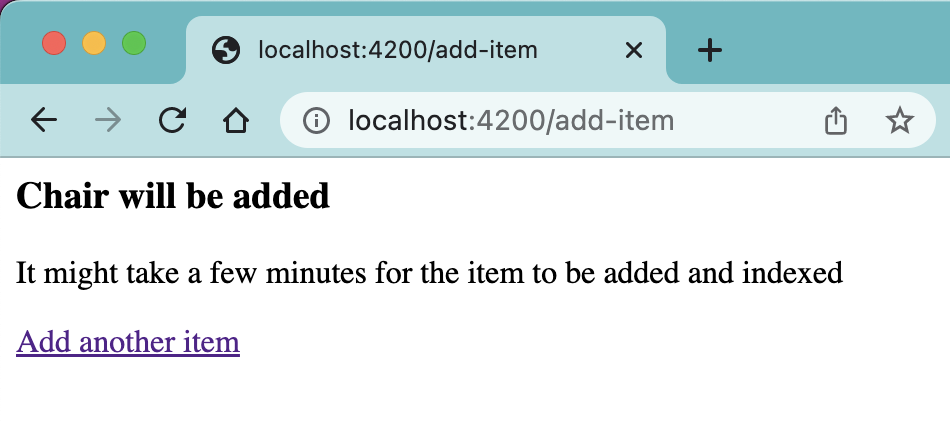 localhost:4200/add-item
localhost:4200/add-item
Chair will be added
It might take a few minutes for the item to be added and indexed
Add another item